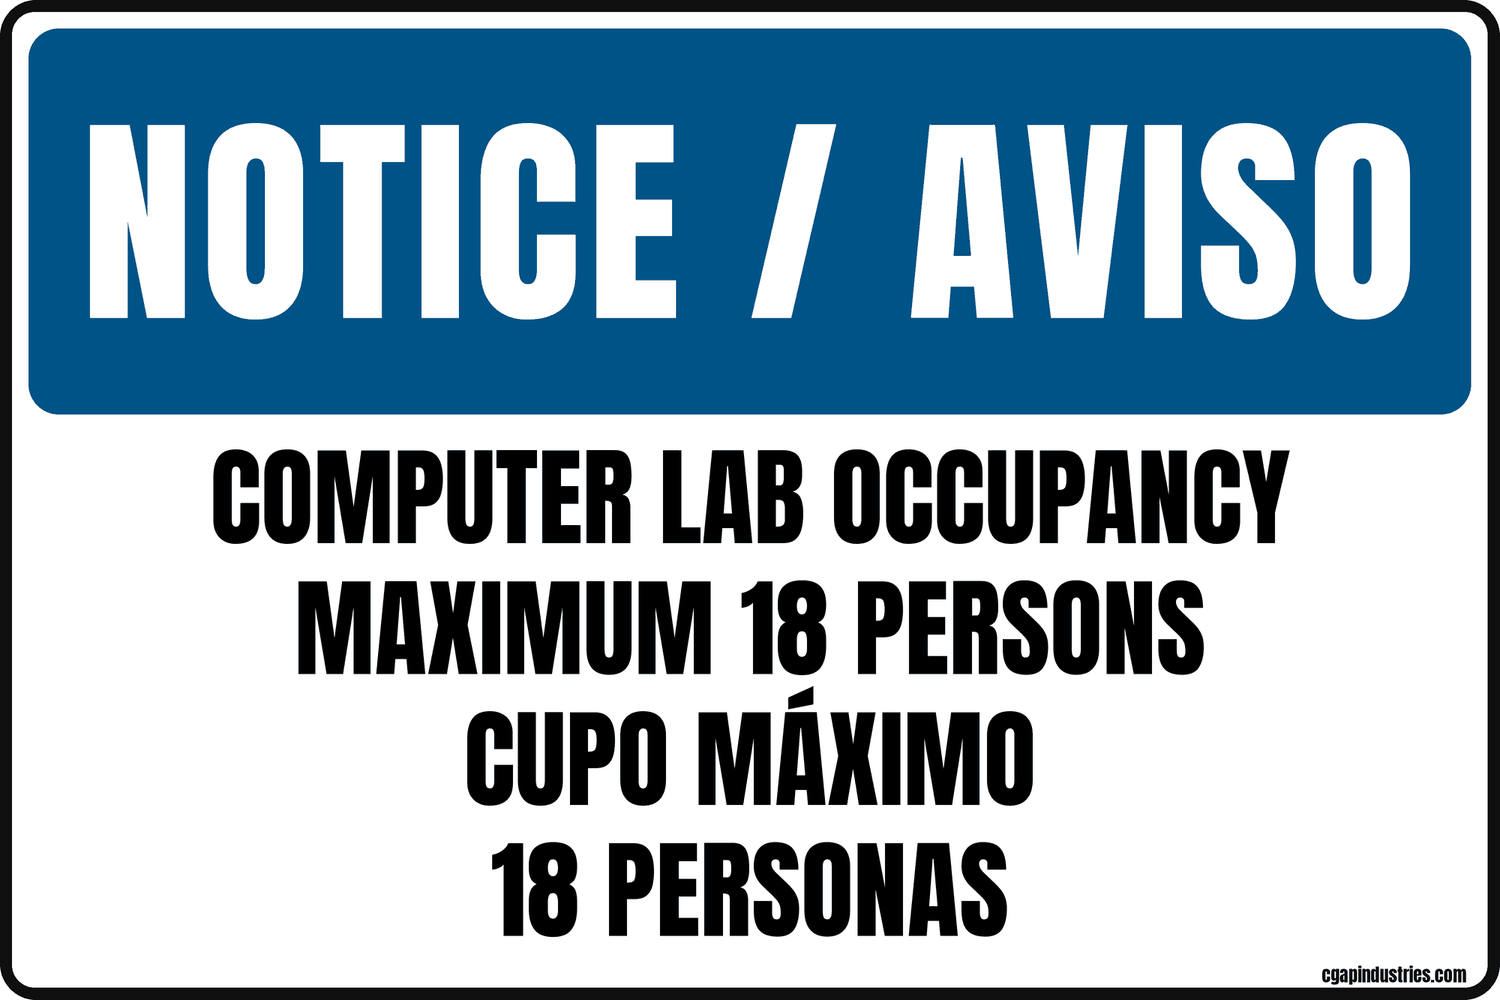 NOTICE / AVISO
COMPUTER LAB OCCUPANCY
MAXIMUM 18 PERSONS
CUPO MÁXIMO
18 PERSONAS
cgapindustries.com